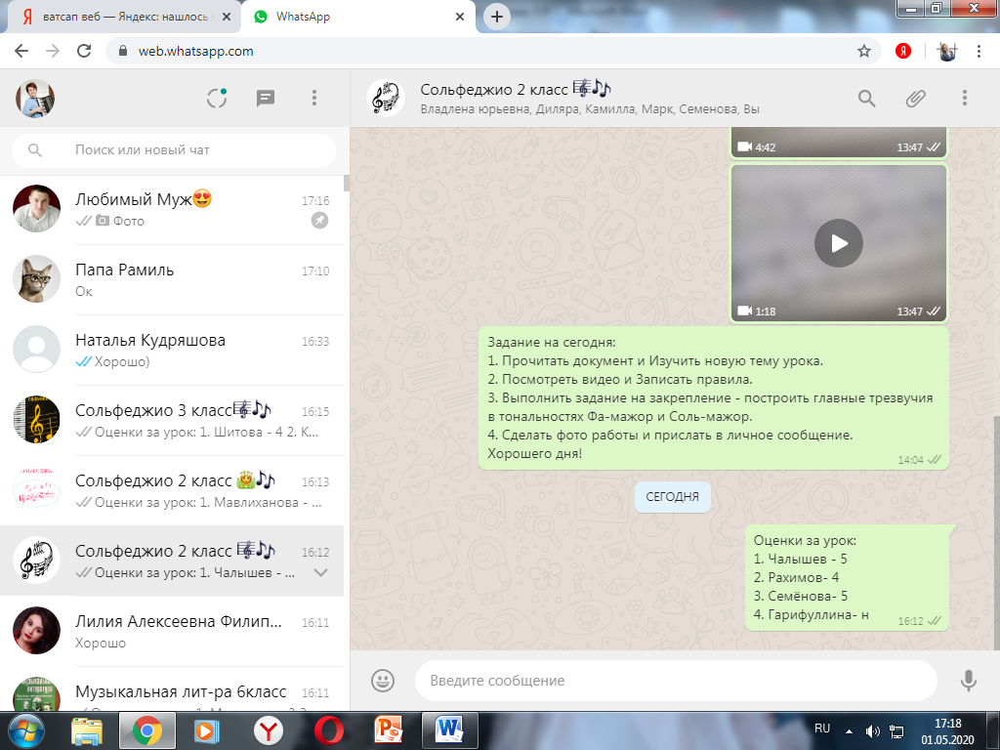 ватсап веб — Яндекс: нашлось
WhatsApp
web.whatsapp.com
Поиск или новый чат
Любимый Муж😍 17:16
Фото
Папа Рамиль 17:10
Ок
Наталья Кудряшова 16:33
Хорошо)
Сольфеджио 3 класс🎼🎶 16:15
Оценки за урок: 1. Шитова - 4 2. К...
Сольфеджио 2 класс 🎶 16:13
Оценки за урок: 1. Мавлиханова - ...
Сольфеджио 2 класс 🎼🎶 16:12
Оценки за урок: 1. Чалышев - ...
Лилия Алексеевна Филип... 16:11
Хорошо
Музыкальная лит-ра 6класс 16:11
Сольфеджио 2 класс 🎼🎶
Владлена юрьевна, Диляра, Камилла, Марк, Семенова, Вы
4:42 13:47
1:18 13:47
Задание на сегодня:
1. Прочитать документ и Изучить новую тему урока.
2. Посмотреть видео и Записать правила.
3. Выполнить задание на закрепление - построить главные трезвучия
в тональностях Фа-мажор и Соль-мажор.
4. Сделать фото работы и прислать в личное сообщение.
Хорошего дня!
14:04
СЕГОДНЯ
Оценки за урок:
1. Чалышев - 5
2. Рахимов- 4
3. Семёнова- 5
4. Гарифуллина- н
16:12
Введите сообщение
RU
17:18
01.05.2020